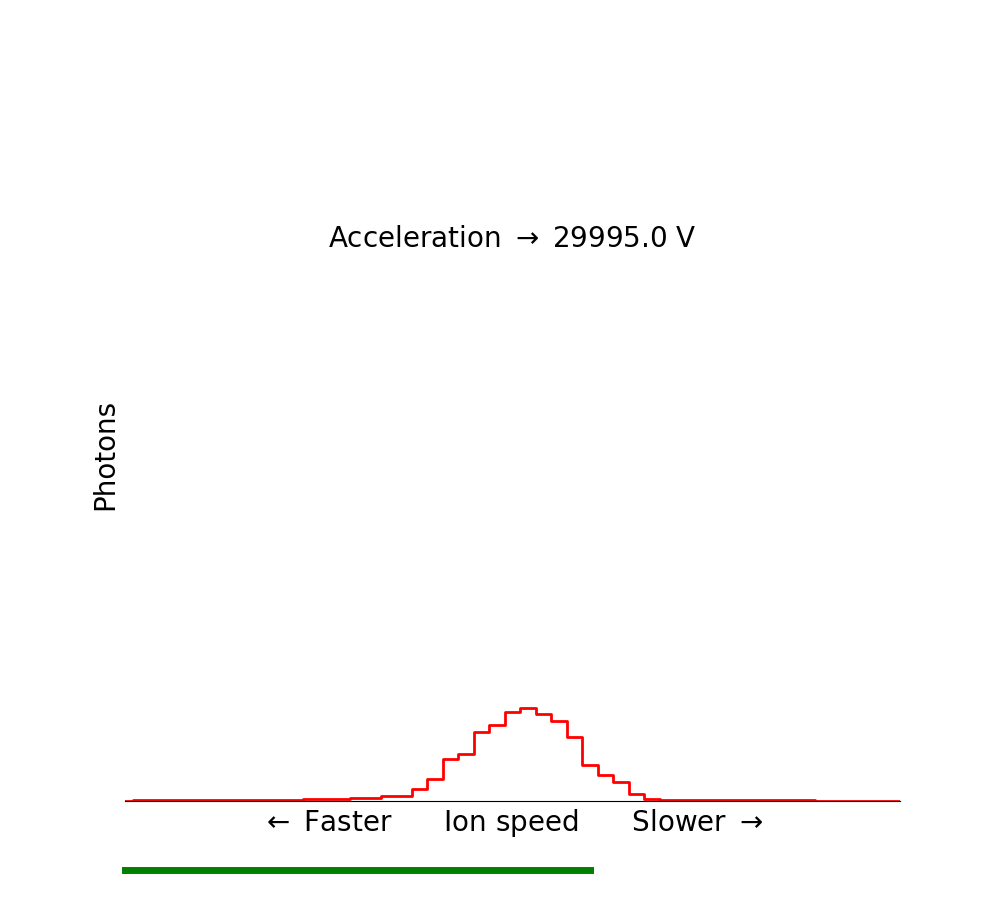 Acceleration → 29995.0 V
Photons
← Faster Ion speed Slower →